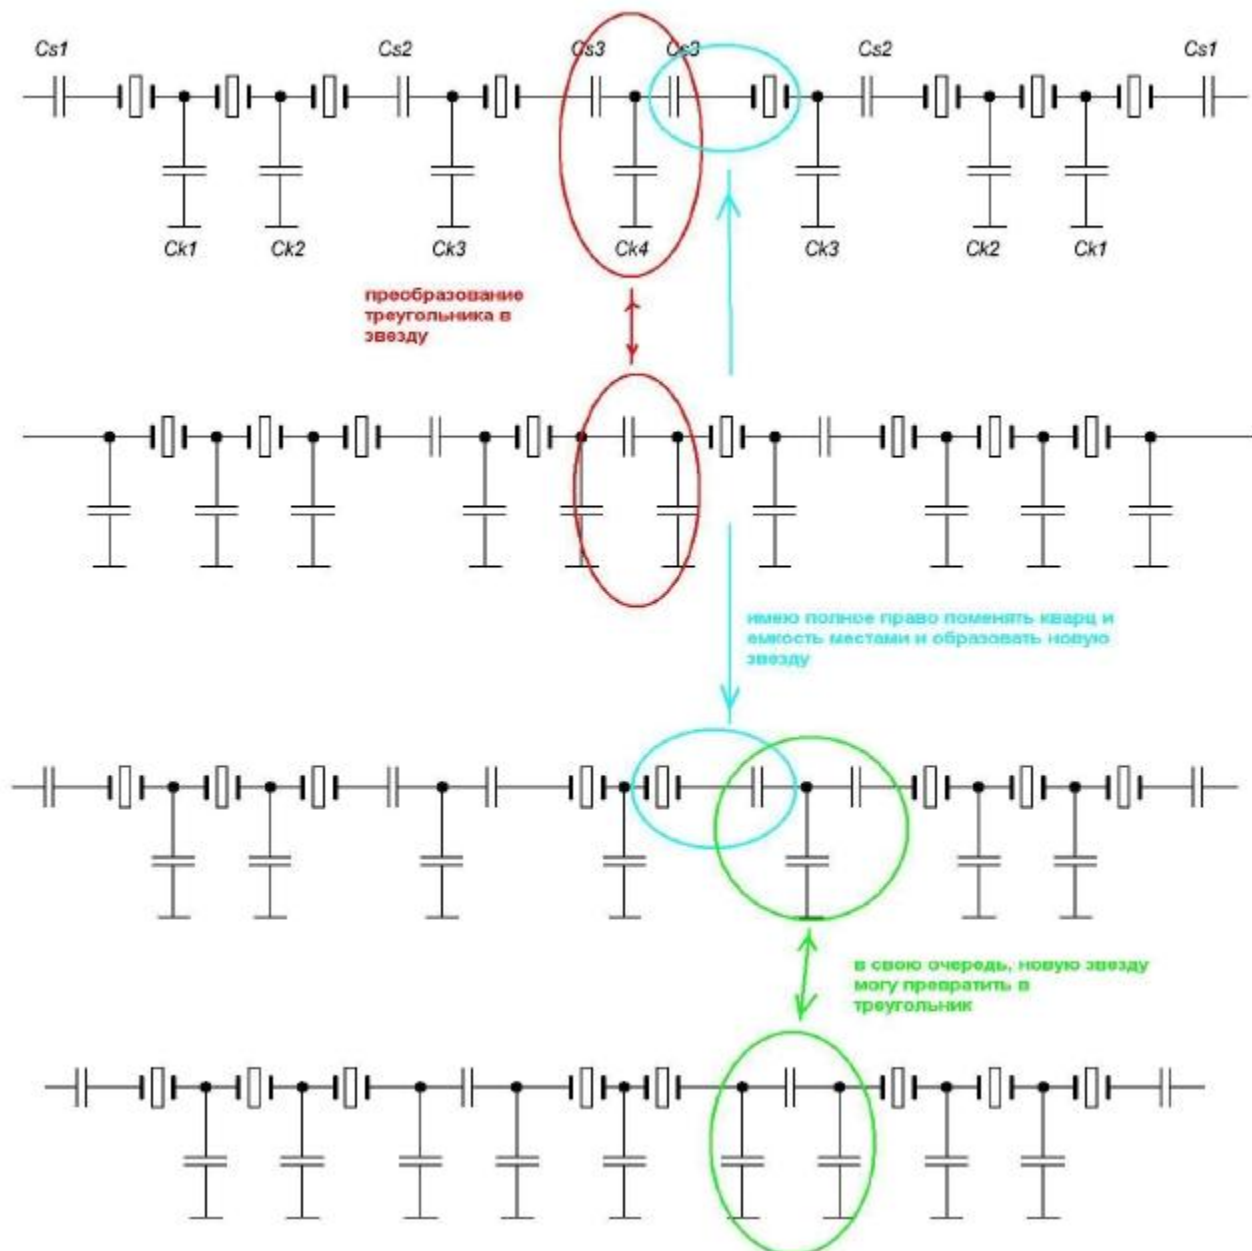 Cs1
Cs2
Cs3
Cs3
Cs2
Cs1
Ck1
Ck2
Ck3
Ck4
Ck3
Ck2
Ck1
преобразование
треугольника в
звезду
имею полное право поменять кварц и
емкость местами и образовать новую
звезду
в свою очередь, новую звезду
могу превратить в
треугольник